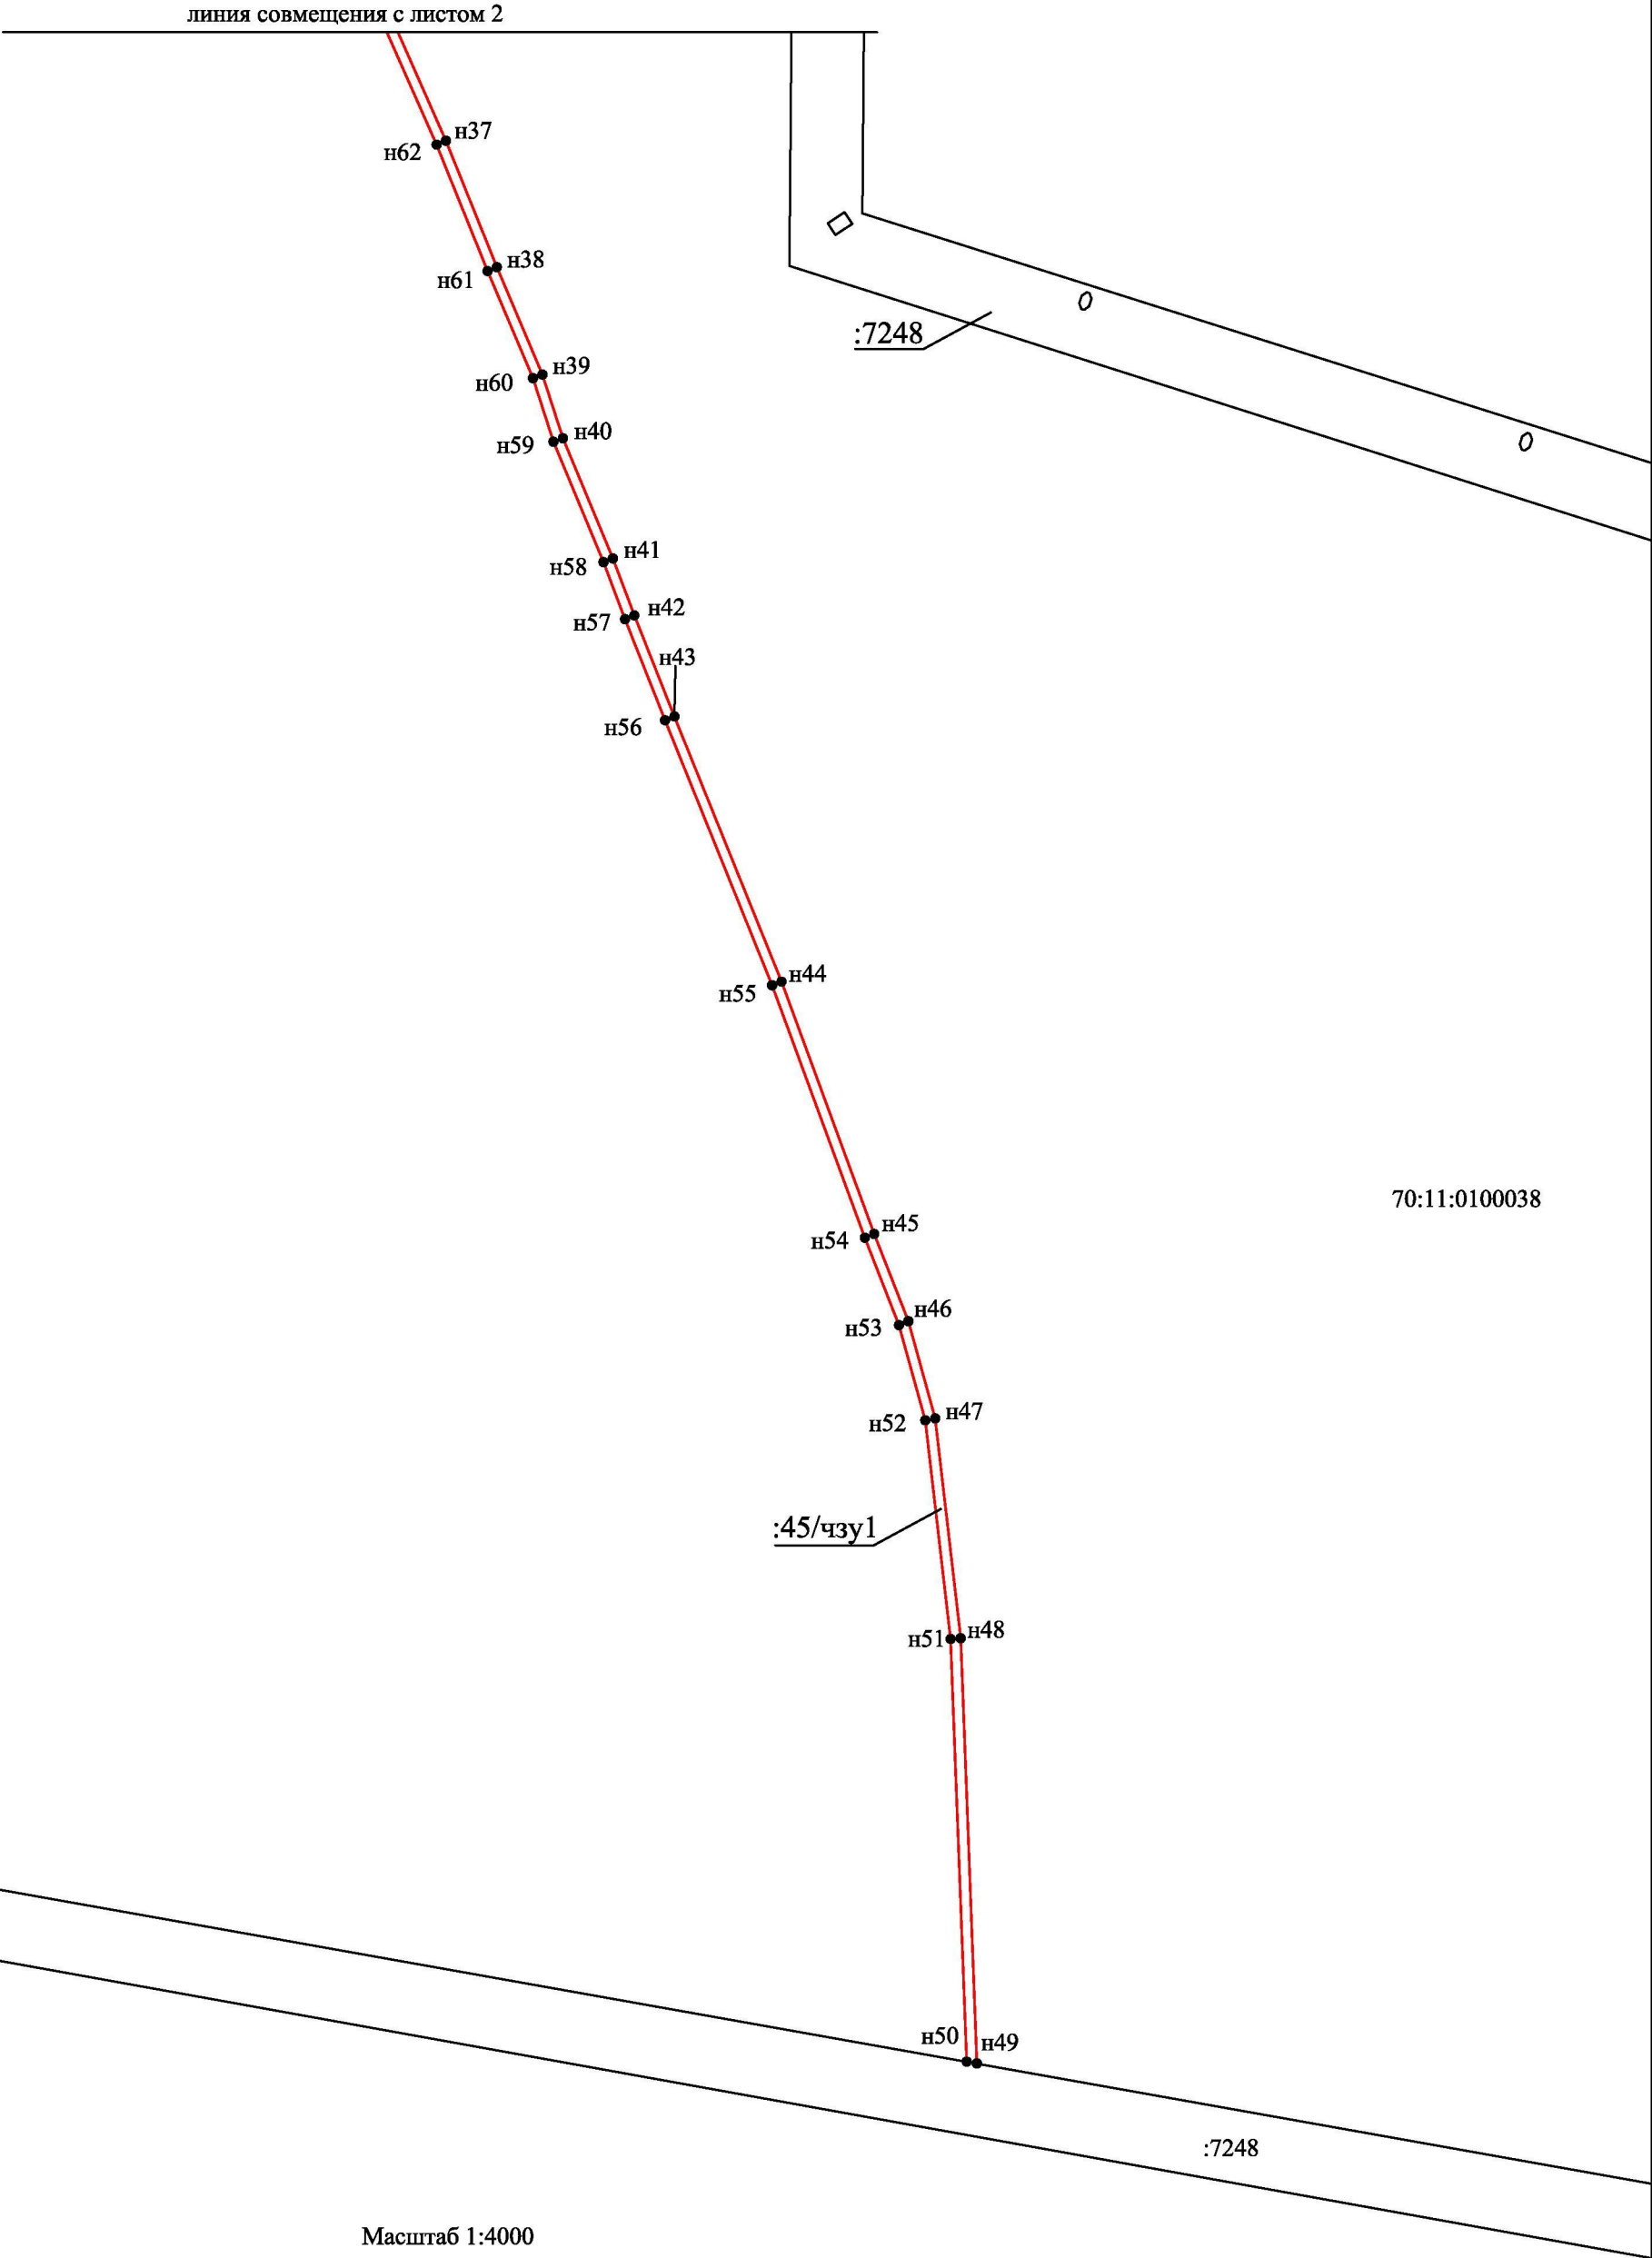 линия совмещения с листом 2
н37
н62
н38
н61
:7248
н39
н60
н40
н59
н41
н58
н42
н57
н43
н56
н44
н55
70:11:0100038
н45
н54
н46
н53
н47
н52
:45/чзу1
н48
н51
н50
н49
:7248
Масштаб 1:4000